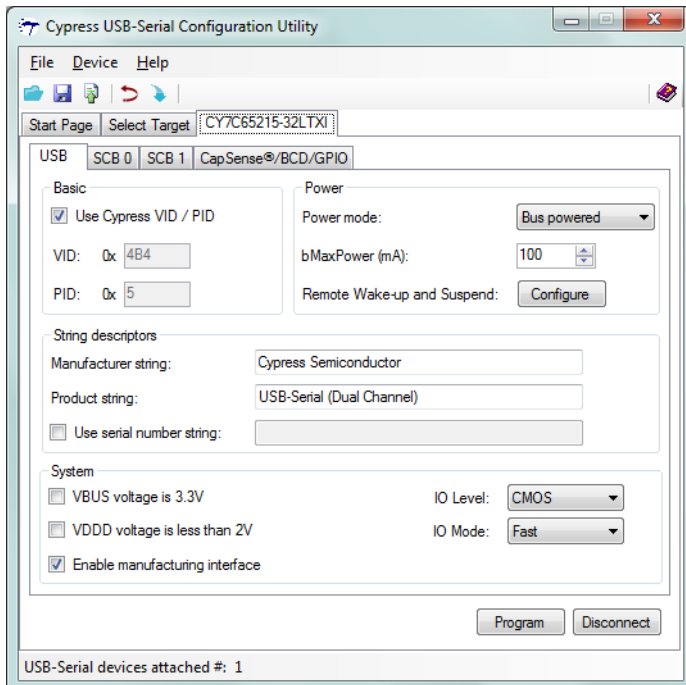 Cypress USB-Serial Configuration Utility
File Device Help
Start Page Select Target CY7C65215-32LTXI
USB SCB 0 SCB 1 CapSense®/BCD/GPIO
Basic
Use Cypress VID / PID
VID: 0x 4B4
PID: 0x 5
Power
Power mode: Bus powered
bMaxPower (mA): 100
Remote Wake-up and Suspend: Configure
String descriptors
Manufacturer string: Cypress Semiconductor
Product string: USB-Serial (Dual Channel)
Use serial number string:
System
VBUS voltage is 3.3V
IO Level: CMOS
VDDD voltage is less than 2V
IO Mode: Fast
Enable manufacturing interface
Program Disconnect
USB-Serial devices attached #: 1